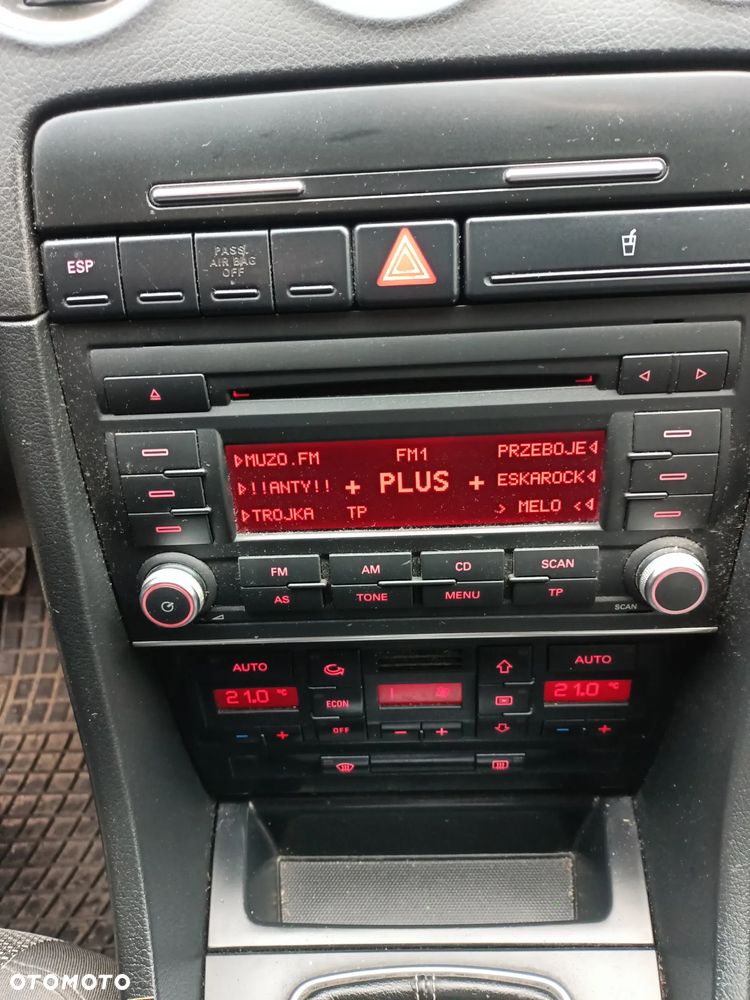 ESP
PASS.
AIR BAG
OFF
▷MUZO.FM FM1 PRZEBOJE◁
▷!!ANTY!! + PLUS + ESKAROCK◁
▷TROJKA TP > MELO <◁
FM AM CD SCAN
AS TONE MENU TP
SCAN
AUTO AUTO
21.0 °C 21.0 °C
ECON
OFF
- + - + - +
OTOMOTO